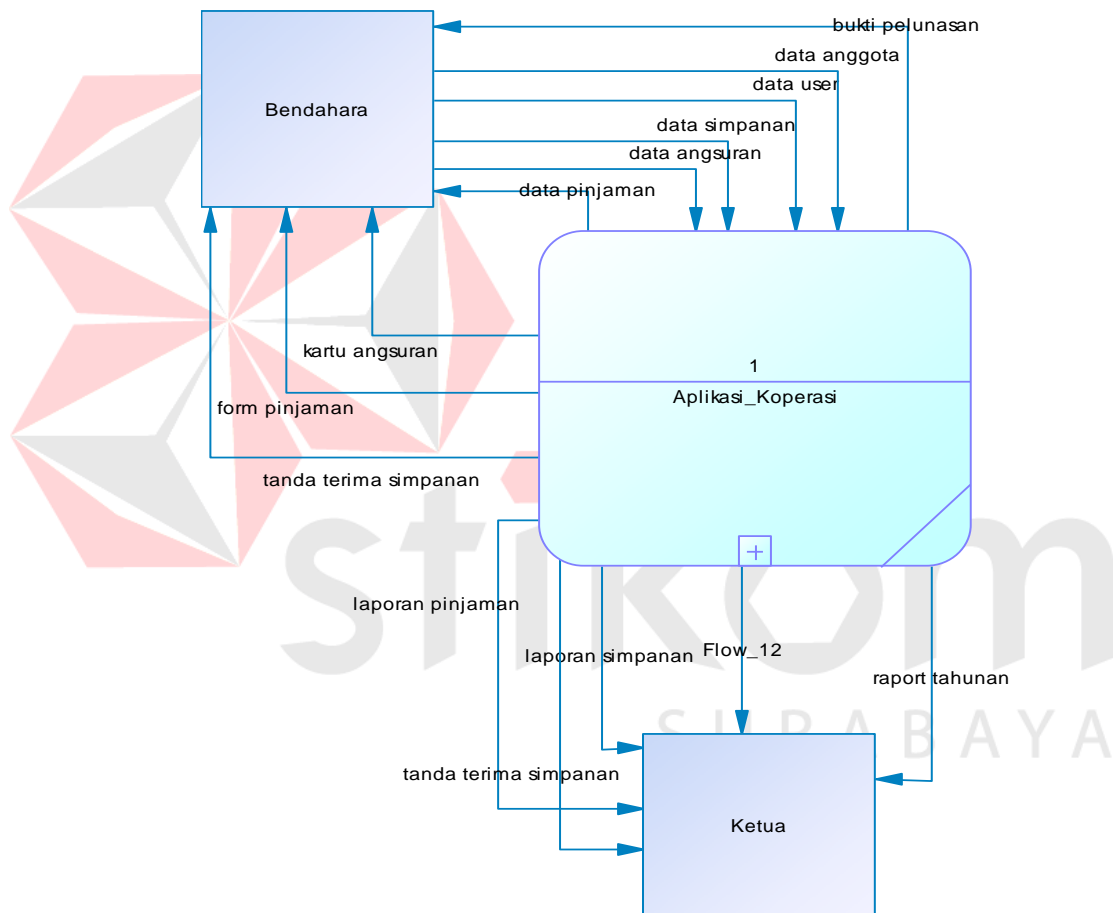 bukti pelunasan
data anggota
data user
Bendahara
data simpanan
data angsuran
data pinjaman
kartu angsuran
1
Aplikasi_Koperasi
form pinjaman
tanda terima simpanan
stikom
laporan pinjaman
laporan simpanan
Flow_12
raport tahunan
SURABAYA
tanda terima simpanan
Ketua